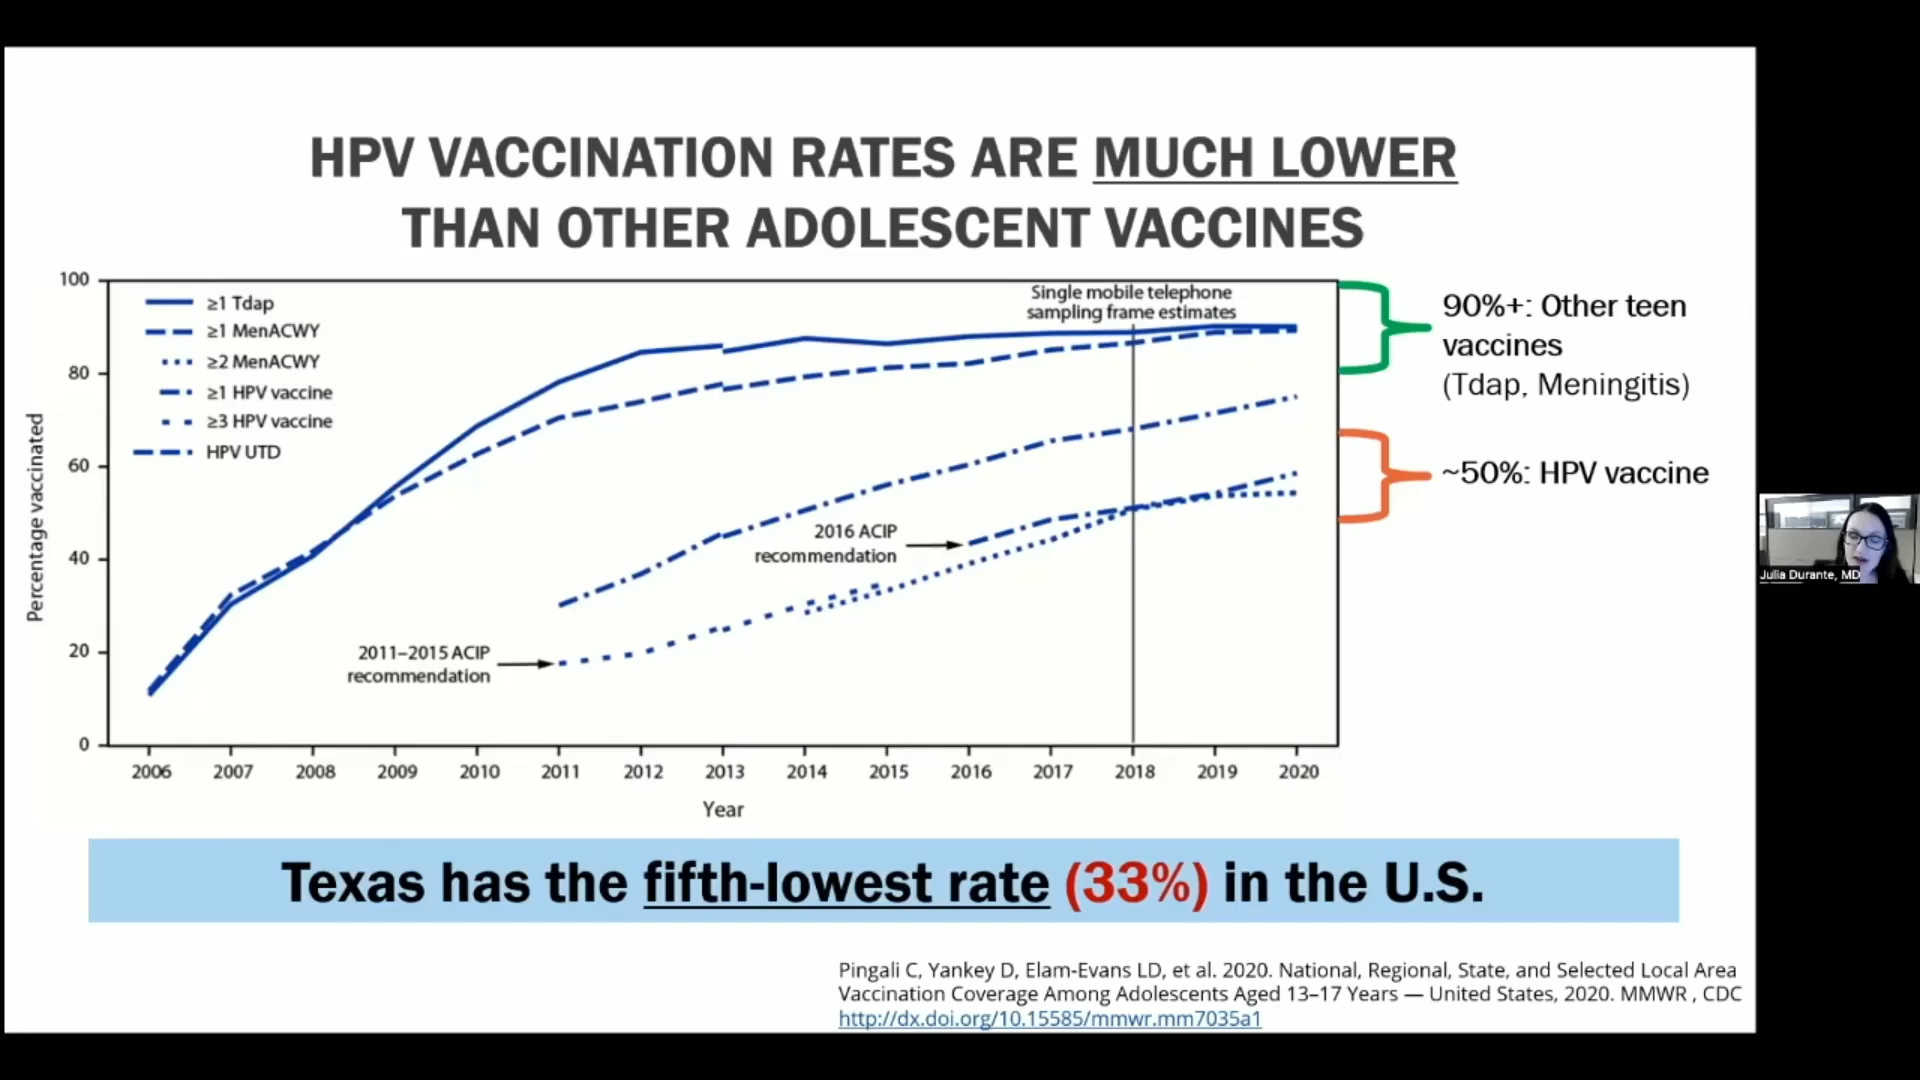 HPV VACCINATION RATES ARE MUCH LOWER
THAN OTHER ADOLESCENT VACCINES
Percentage vaccinated
100
80
60
40
20
0
≥1 Tdap
≥1 MenACWY
≥2 MenACWY
≥1 HPV vaccine
≥3 HPV vaccine
HPV UTD
Single mobile telephone
sampling frame estimates
2016 ACIP
recommendation
2011–2015 ACIP
recommendation
2006 2007 2008 2009 2010 2011 2012 2013 2014 2015 2016 2017 2018 2019 2020
Year
90%+: Other teen
vaccines
(Tdap, Meningitis)
~50%: HPV vaccine
Julia Durante, MD
Texas has the fifth-lowest rate (33%) in the U.S.
Pingali C, Yankey D, Elam-Evans LD, et al. 2020. National, Regional, State, and Selected Local Area
Vaccination Coverage Among Adolescents Aged 13–17 Years — United States, 2020. MMWR , CDC
http://dx.doi.org/10.15585/mmwr.mm7035a1